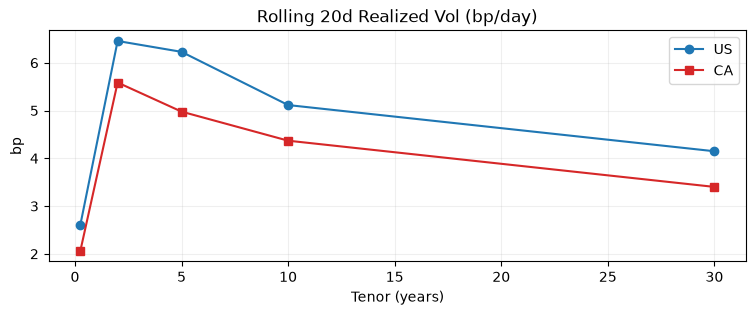 Rolling 20d Realized Vol (bp/day)
US
CA
bp
6
5
4
3
2
0 5 10 15 20 25 30
Tenor (years)